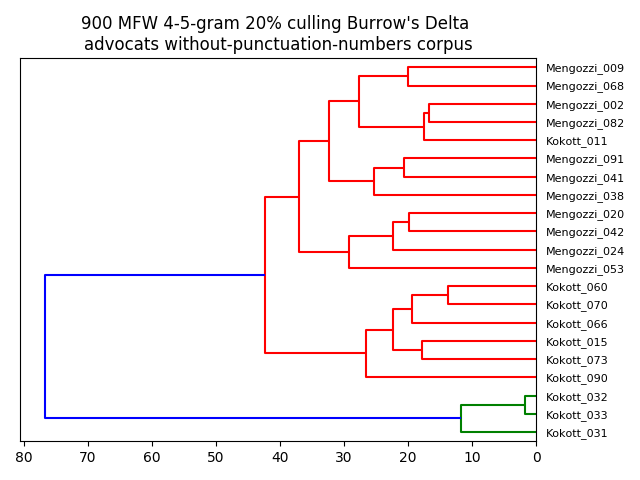 900 MFW 4-5-gram 20% culling Burrow's Delta
advocats without-punctuation-numbers corpus
Mengozzi_009
Mengozzi_068
Mengozzi_002
Mengozzi_082
Kokott_011
Mengozzi_091
Mengozzi_041
Mengozzi_038
Mengozzi_020
Mengozzi_042
Mengozzi_024
Mengozzi_053
Kokott_060
Kokott_070
Kokott_066
Kokott_015
Kokott_073
Kokott_090
Kokott_032
Kokott_033
Kokott_031
80 70 60 50 40 30 20 10 0